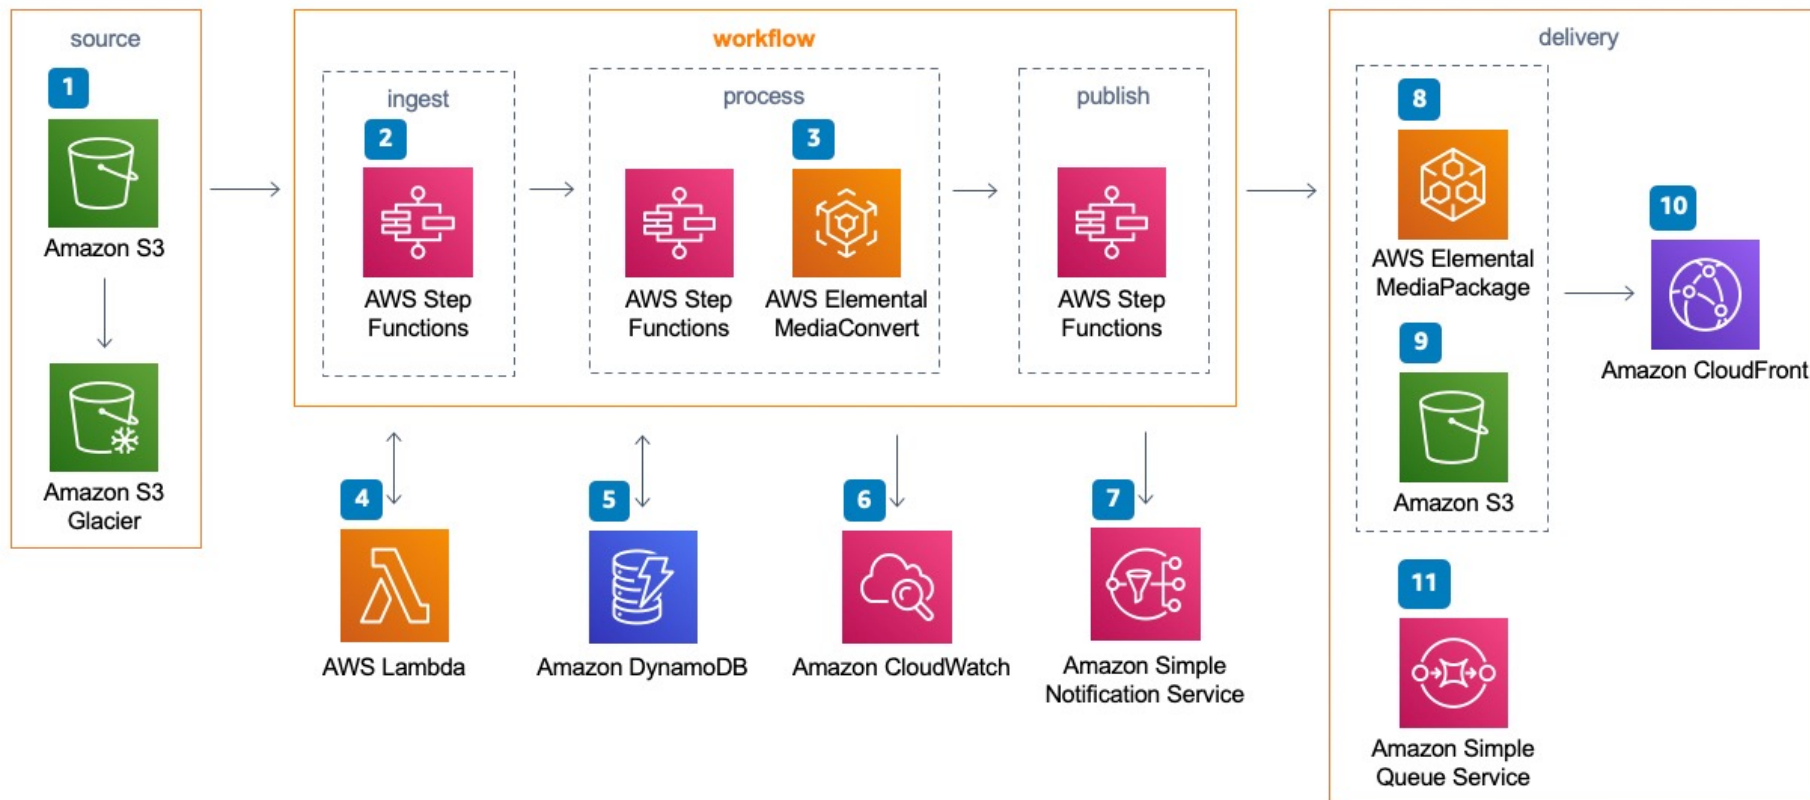 source
1
Amazon S3
Amazon S3
Glacier
workflow
ingest
2
AWS Step
Functions
process
3
AWS Step
Functions
AWS Elemental
MediaConvert
publish
AWS Step
Functions
4
AWS Lambda
5
Amazon DynamoDB
6
Amazon CloudWatch
7
Amazon Simple
Notification Service
delivery
8
AWS Elemental
MediaPackage
9
Amazon S3
10
Amazon CloudFront
11
Amazon Simple
Queue Service